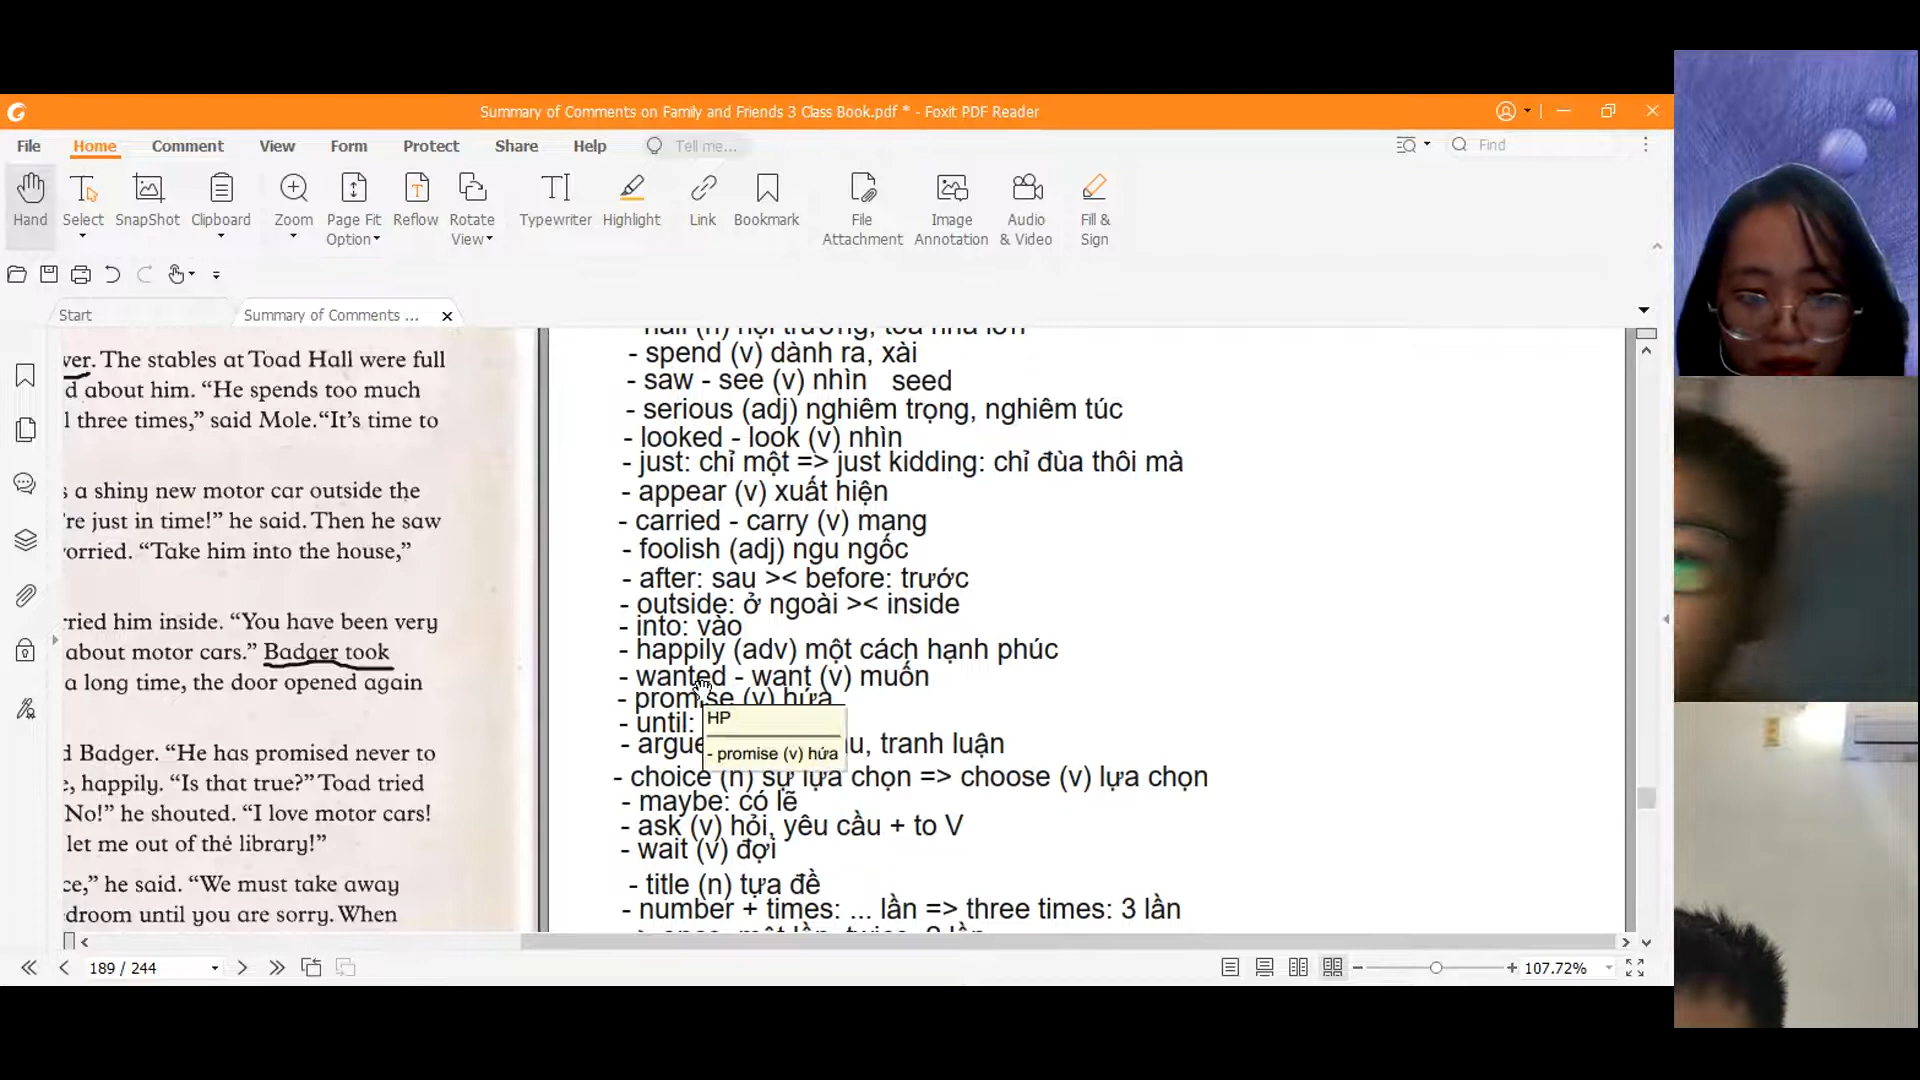 Summary of Comments on Family and Friends 3 Class Book.pdf * - Foxit PDF Reader
File Home Comment View Form Protect Share Help Tell me... Find
Hand Select SnapShot Clipboard Zoom Page Fit Option Reflow Rotate View Typewriter Highlight Link Bookmark File Attachment Image Annotation Audio & Video Fill & Sign
Start Summary of Comments ...
. The stables at Toad Hall were full
d about him. “He spends too much
l three times,” said Mole. “It’s time to
s a shiny new motor car outside the
’re just in time!” he said. Then he saw
orried. “Take him into the house,”
rried him inside. “You have been very
about motor cars.” Badger took
a long time, the door opened again
d Badger. “He has promised never to
e, happily. “Is that true?” Toad tried
No!” he shouted. “I love motor cars!
let me out of the library!”
ce,” he said. “We must take away
droom until you are sorry. When
- hall (n) hội trường, toà nhà lớn
- spend (v) dành ra, xài
- saw - see (v) nhìn seed
- serious (adj) nghiêm trọng, nghiêm túc
- looked - look (v) nhìn
- just: chỉ một => just kidding: chỉ đùa thôi mà
- appear (v) xuất hiện
- carried - carry (v) mang
- foolish (adj) ngu ngốc
- after: sau >< before: trước
- outside: ở ngoài >< inside
- into: vào
- happily (adv) một cách hạnh phúc
- wanted - want (v) muốn
- promise (v) hứa
- until:
HP
- promise (v) hứa
- argue u, tranh luận
- choice (n) sự lựa chọn => choose (v) lựa chọn
- maybe: có lẽ
- ask (v) hỏi, yêu cầu + to V
- wait (v) đợi
- title (n) tựa đề
- number + times: ... lần => three times: 3 lần
189 / 244
107.72%